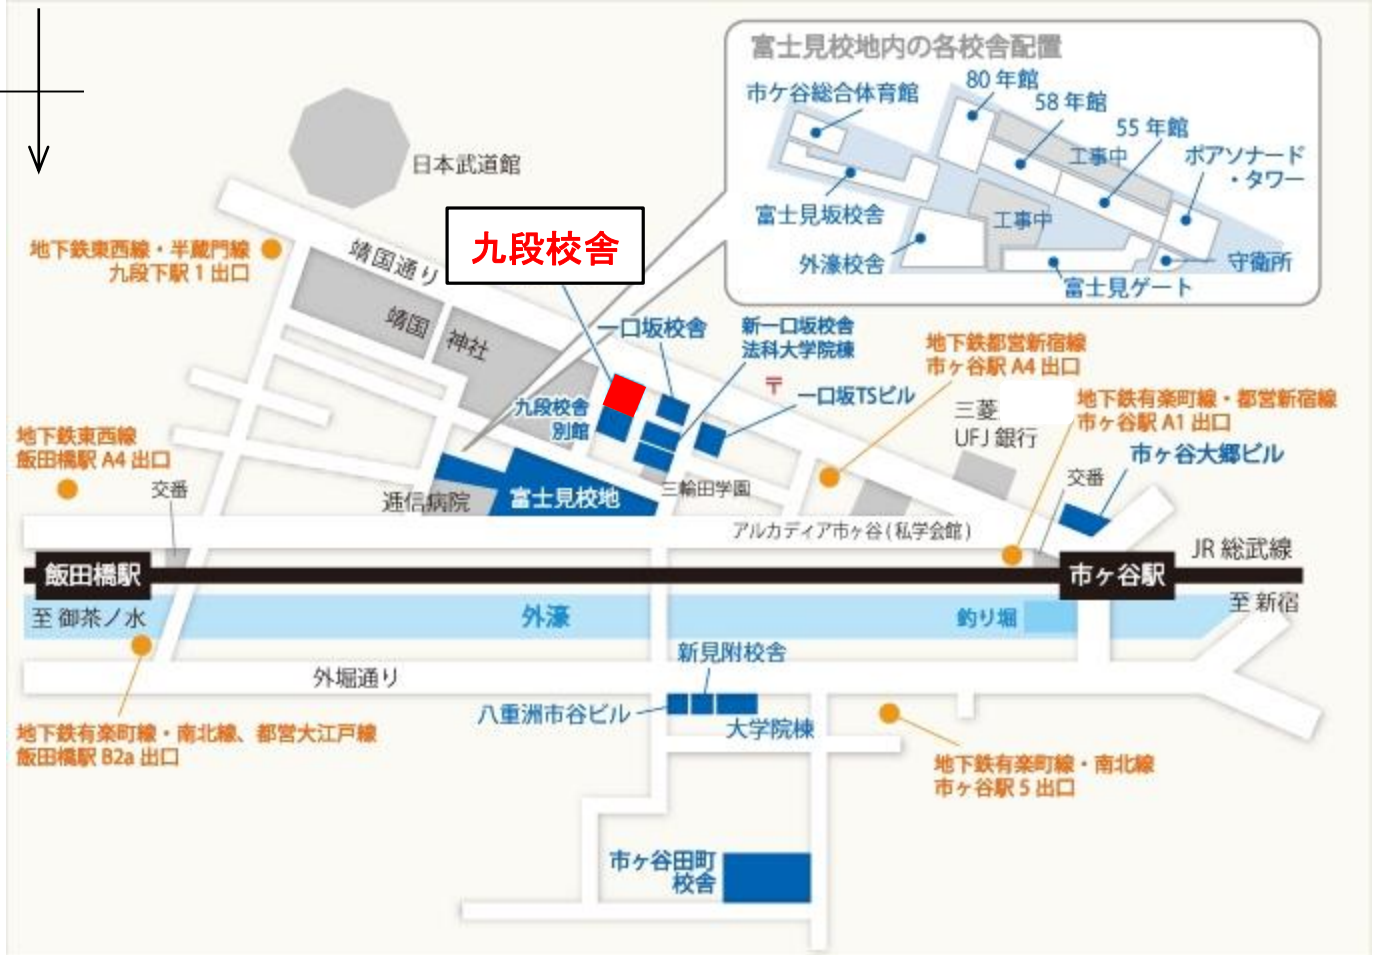 富士見校地内の各校舎配置
市ケ谷総合体育館
80 年館
58 年館
55 年館
工事中
ボアソナード
・タワー
富士見坂校舎
工事中
外濠校舎
守衛所
富士見ゲート
日本武道館
地下鉄東西線・半蔵門線
九段下駅 1 出口
靖国通り
九段校舎
靖国
神社
一口坂校舎
新一口坂校舎
法科大学院棟
地下鉄都営新宿線
市ヶ谷駅 A4 出口
〒
一口坂TSビル
九段校舎
別館
三菱
UFJ 銀行
地下鉄有楽町線・都営新宿線
市ヶ谷駅 A1 出口
市ヶ谷大郷ビル
地下鉄東西線
飯田橋駅 A4 出口
交番
逓信病院
富士見校地
三輪田学園
交番
アルカディア市ヶ谷 ( 私学会館 )
JR 総武線
飯田橋駅
市ヶ谷駅
至 御茶ノ水
外濠
釣り堀
至 新宿
外堀通り
新見附校舎
八重洲市谷ビル
大学院棟
地下鉄有楽町線・南北線、都営大江戸線
飯田橋駅 B2a 出口
地下鉄有楽町線・南北線
市ヶ谷駅 5 出口
市ヶ谷田町
校舎